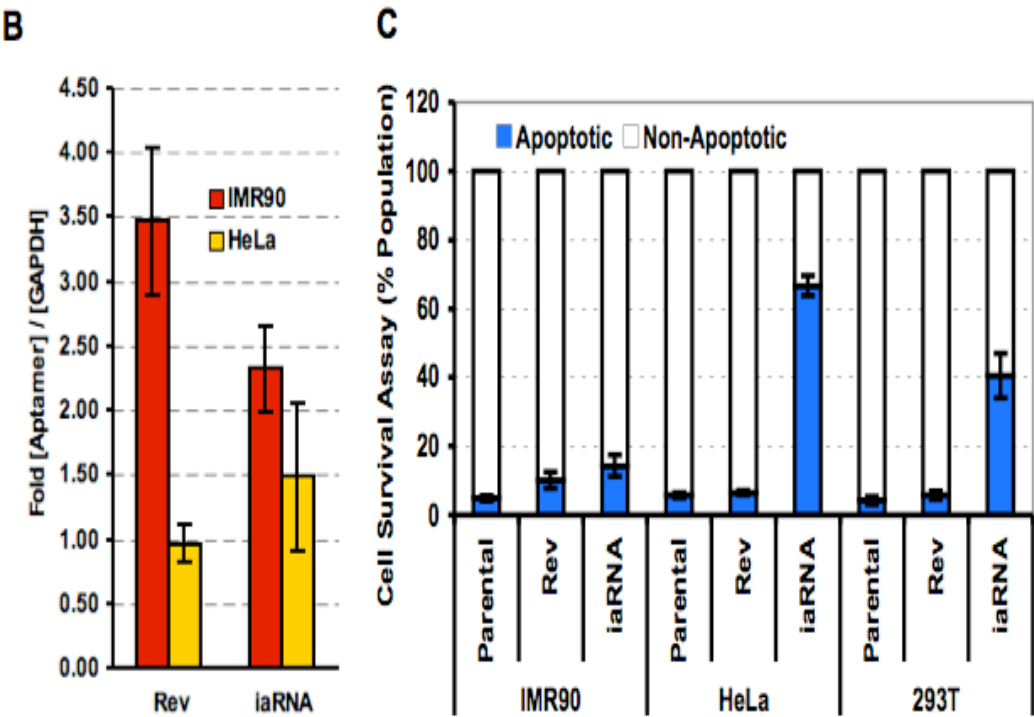 B
Fold [Aptamer] / [GAPDH]
4.50
4.00
3.50
3.00
2.50
2.00
1.50
1.00
0.50
0.00
IMR90
HeLa
Rev iaRNA
C
Cell Survival Assay (% Population)
120
100
80
60
40
20
0
Apoptotic Non-Apoptotic
Parental Rev iaRNA Parental Rev iaRNA Parental Rev iaRNA
IMR90 HeLa 293T